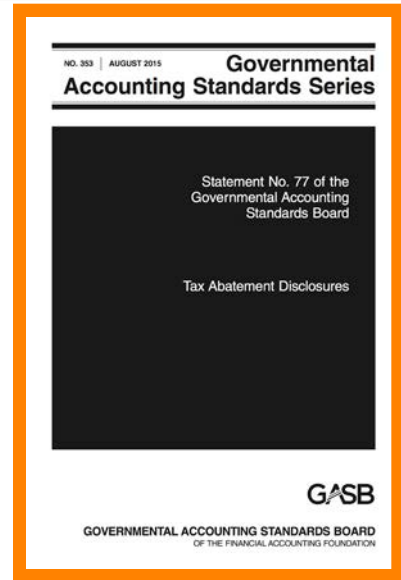 NO. 353 | AUGUST 2015
Governmental
Accounting Standards Series
Statement No. 77 of the
Governmental Accounting
Standards Board
Tax Abatement Disclosures
GASB
GOVERNMENTAL ACCOUNTING STANDARDS BOARD
OF THE FINANCIAL ACCOUNTING FOUNDATION